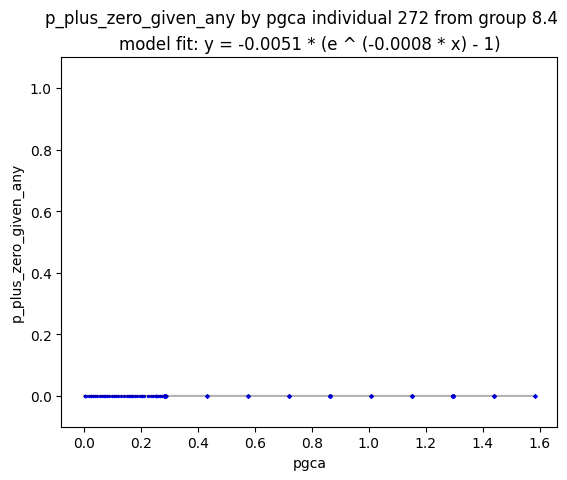 p_plus_zero_given_any by pgca individual 272 from group 8.4
model fit: y = -0.0051 * (e ^ (-0.0008 * x) - 1)
1.0
0.8
0.6
0.4
0.2
0.0
p_plus_zero_given_any
0.0 0.2 0.4 0.6 0.8 1.0 1.2 1.4 1.6
pgca